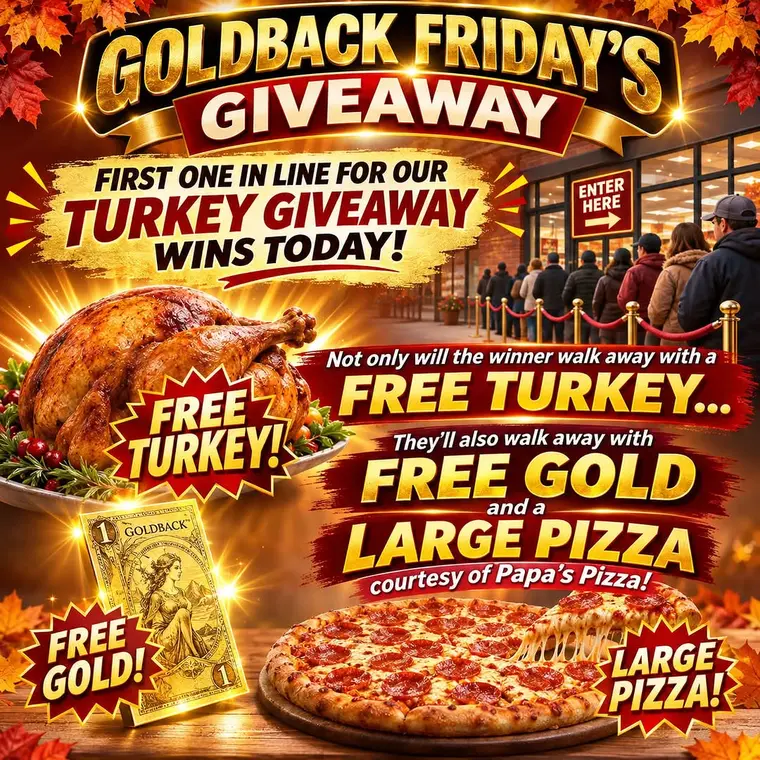 GOLDBACK FRIDAY'S
GIVEAWAY
FIRST ONE IN LINE FOR OUR
TURKEY GIVEAWAY
WINS TODAY!
ENTER
HERE
Not only will the winner walk away with a
FREE TURKEY...
They'll also walk away with
FREE GOLD
and a
LARGE PIZZA
courtesy of Papa's Pizza!
FREE
TURKEY!
1
GOLDBACK™
1
FREE
GOLD!
LARGE
PIZZA!